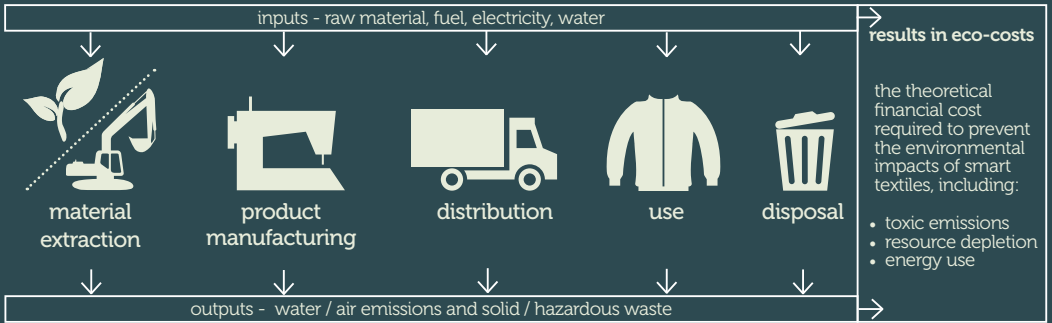 inputs - raw material, fuel, electricity, water
results in eco-costs
the theoretical
financial cost
required to prevent
the environmental
impacts of smart
textiles, including:
• toxic emissions
• resource depletion
• energy use
material
extraction
product
manufacturing
distribution
use
disposal
outputs - water / air emissions and solid / hazardous waste